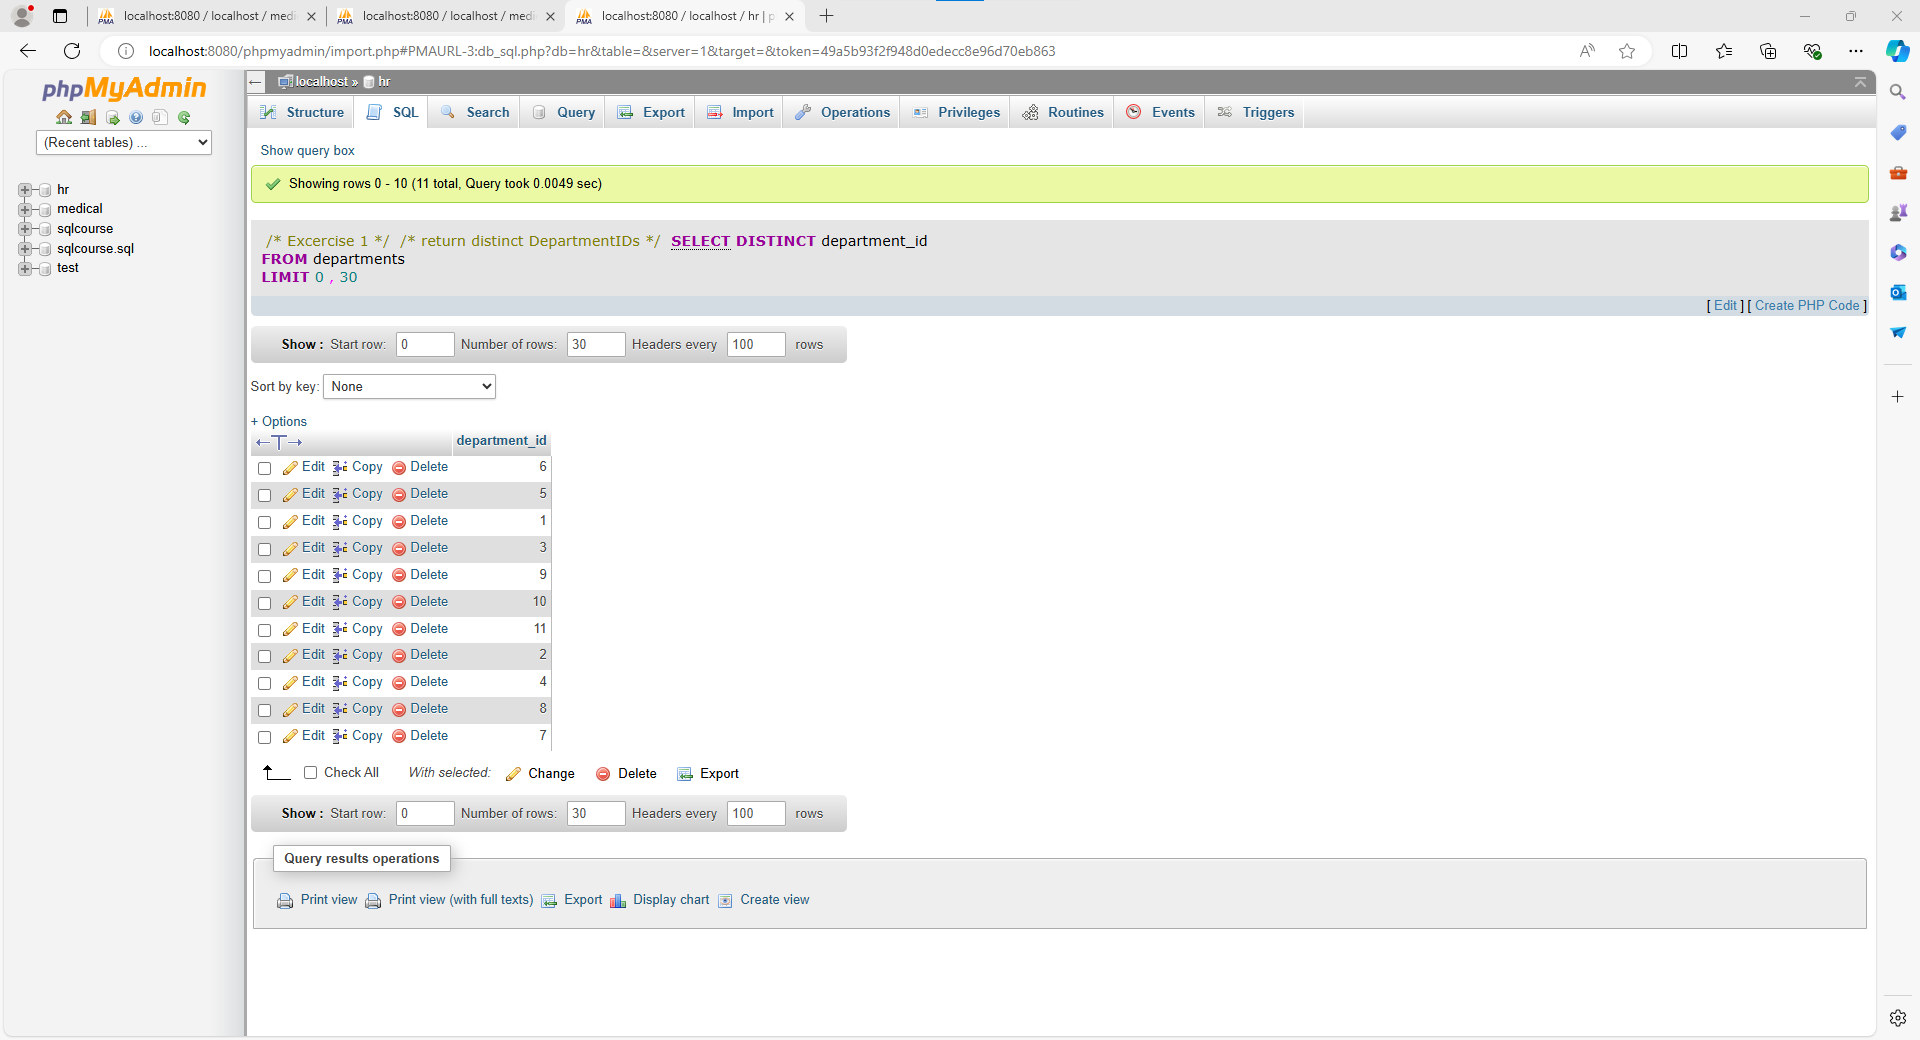 localhost:8080 / localhost / medi
localhost:8080 / localhost / medi
localhost:8080 / localhost / hr | p
localhost:8080/phpmyadmin/import.php#PMAURL-3:db_sql.php?db=hr&table=&server=1&target=&token=49a5b93f2f948d0edecc8e96d70eb863
phpMyAdmin
(Recent tables) ...
hr
medical
sqlcourse
sqlcourse.sql
test
localhost » hr
Structure SQL Search Query Export Import Operations Privileges Routines Events Triggers
Show query box
Showing rows 0 - 10 (11 total, Query took 0.0049 sec)
/* Excercise 1 */ /* return distinct DepartmentIDs */ SELECT DISTINCT department_id
FROM departments
LIMIT 0 , 30
[ Edit ] [ Create PHP Code ]
Show : Start row: 0 Number of rows: 30 Headers every 100 rows
Sort by key: None
+ Options
←T→ department_id
Edit Copy Delete 6
Edit Copy Delete 5
Edit Copy Delete 1
Edit Copy Delete 3
Edit Copy Delete 9
Edit Copy Delete 10
Edit Copy Delete 11
Edit Copy Delete 2
Edit Copy Delete 4
Edit Copy Delete 8
Edit Copy Delete 7
Check All With selected: Change Delete Export
Show : Start row: 0 Number of rows: 30 Headers every 100 rows
Query results operations
Print view Print view (with full texts) Export Display chart Create view